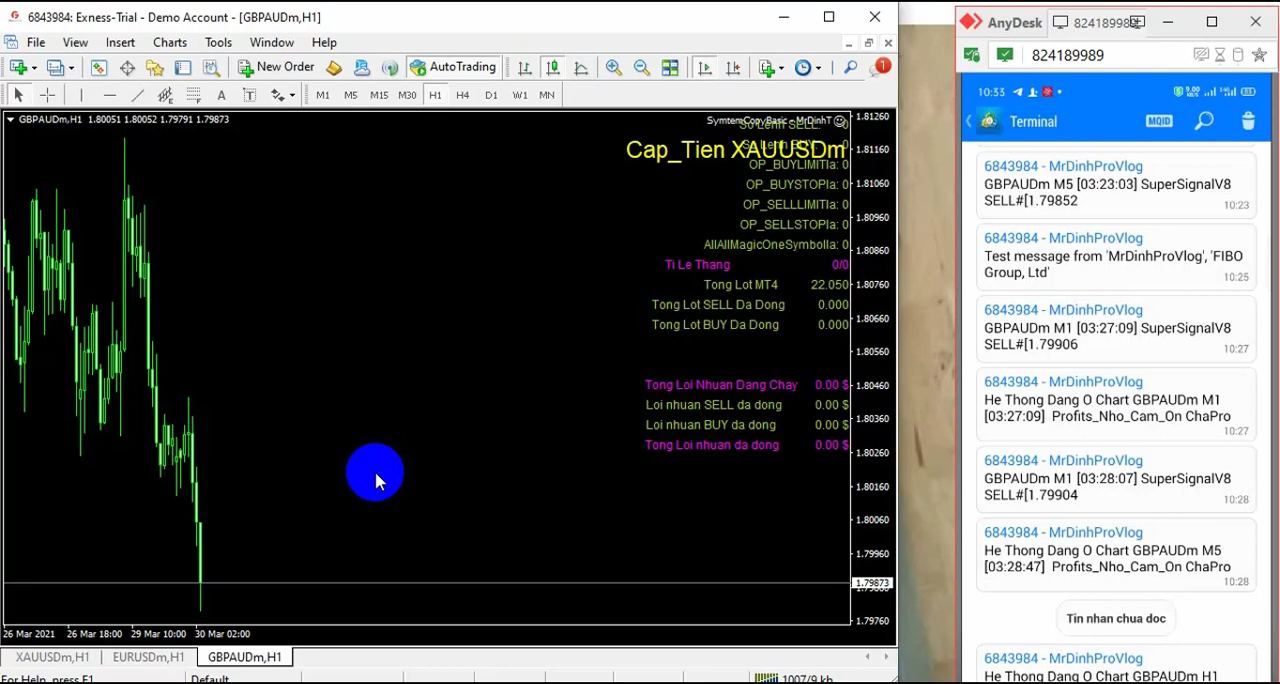 6843984: Exness-Trial - Demo Account - [GBPAUDm,H1]
File View Insert Charts Tools Window Help
New Order AutoTrading 1
A T M1 M5 M15 M30 H1 H4 D1 W1 MN
GBPAUDm,H1 1.80051 1.80052 1.79791 1.79873
SymtemCopyBasic - MrDinhT
So Lenh SELL: 0
Cap_Tien XAUUSDm
OP_BUYLIMITla: 0
OP_BUYSTOPla: 0
OP_SELLLIMITla: 0
OP_SELLSTOPla: 0
AllAllMagicOneSymbolla: 0
Ti Le Thang 0/0
Tong Lot MT4 22.050
Tong Lot SELL Da Dong 0.000
Tong Lot BUY Da Dong 0.000
Tong Loi Nhuan Dang Chay 0.00 $
Loi nhuan SELL da dong 0.00 $
Loi nhuan BUY da dong 0.00 $
Tong Loi nhuan da dong 0.00 $
1.81260
1.81160
1.81060
1.80960
1.80860
1.80760
1.80660
1.80560
1.80460
1.80360
1.80260
1.80160
1.80060
1.79960
1.79873
1.79760
26 Mar 2021 26 Mar 18:00 29 Mar 10:00 30 Mar 02:00
XAUUSDm,H1 EURUSDm,H1 GBPAUDm,H1
For Help, press F1 Default 1007/9 kb
AnyDesk 824189989
824189989
10:33
Terminal MQID
6843984 - MrDinhProVlog
GBPAUDm M5 [03:23:03] SuperSignalV8
SELL#[1.79852
10:23
6843984 - MrDinhProVlog
Test message from 'MrDinhProVlog', 'FIBO
Group, Ltd'
10:25
6843984 - MrDinhProVlog
GBPAUDm M1 [03:27:09] SuperSignalV8
SELL#[1.79906
10:27
6843984 - MrDinhProVlog
He Thong Dang O Chart GBPAUDm M1
[03:27:09] Profits_Nho_Cam_On ChaPro
10:27
6843984 - MrDinhProVlog
GBPAUDm M1 [03:28:07] SuperSignalV8
SELL#[1.79904
10:28
6843984 - MrDinhProVlog
He Thong Dang O Chart GBPAUDm M5
[03:28:47] Profits_Nho_Cam_On ChaPro
10:28
Tin nhan chua doc
6843984 - MrDinhProVlog
He Thong Dang O Chart GBPAUDm H1